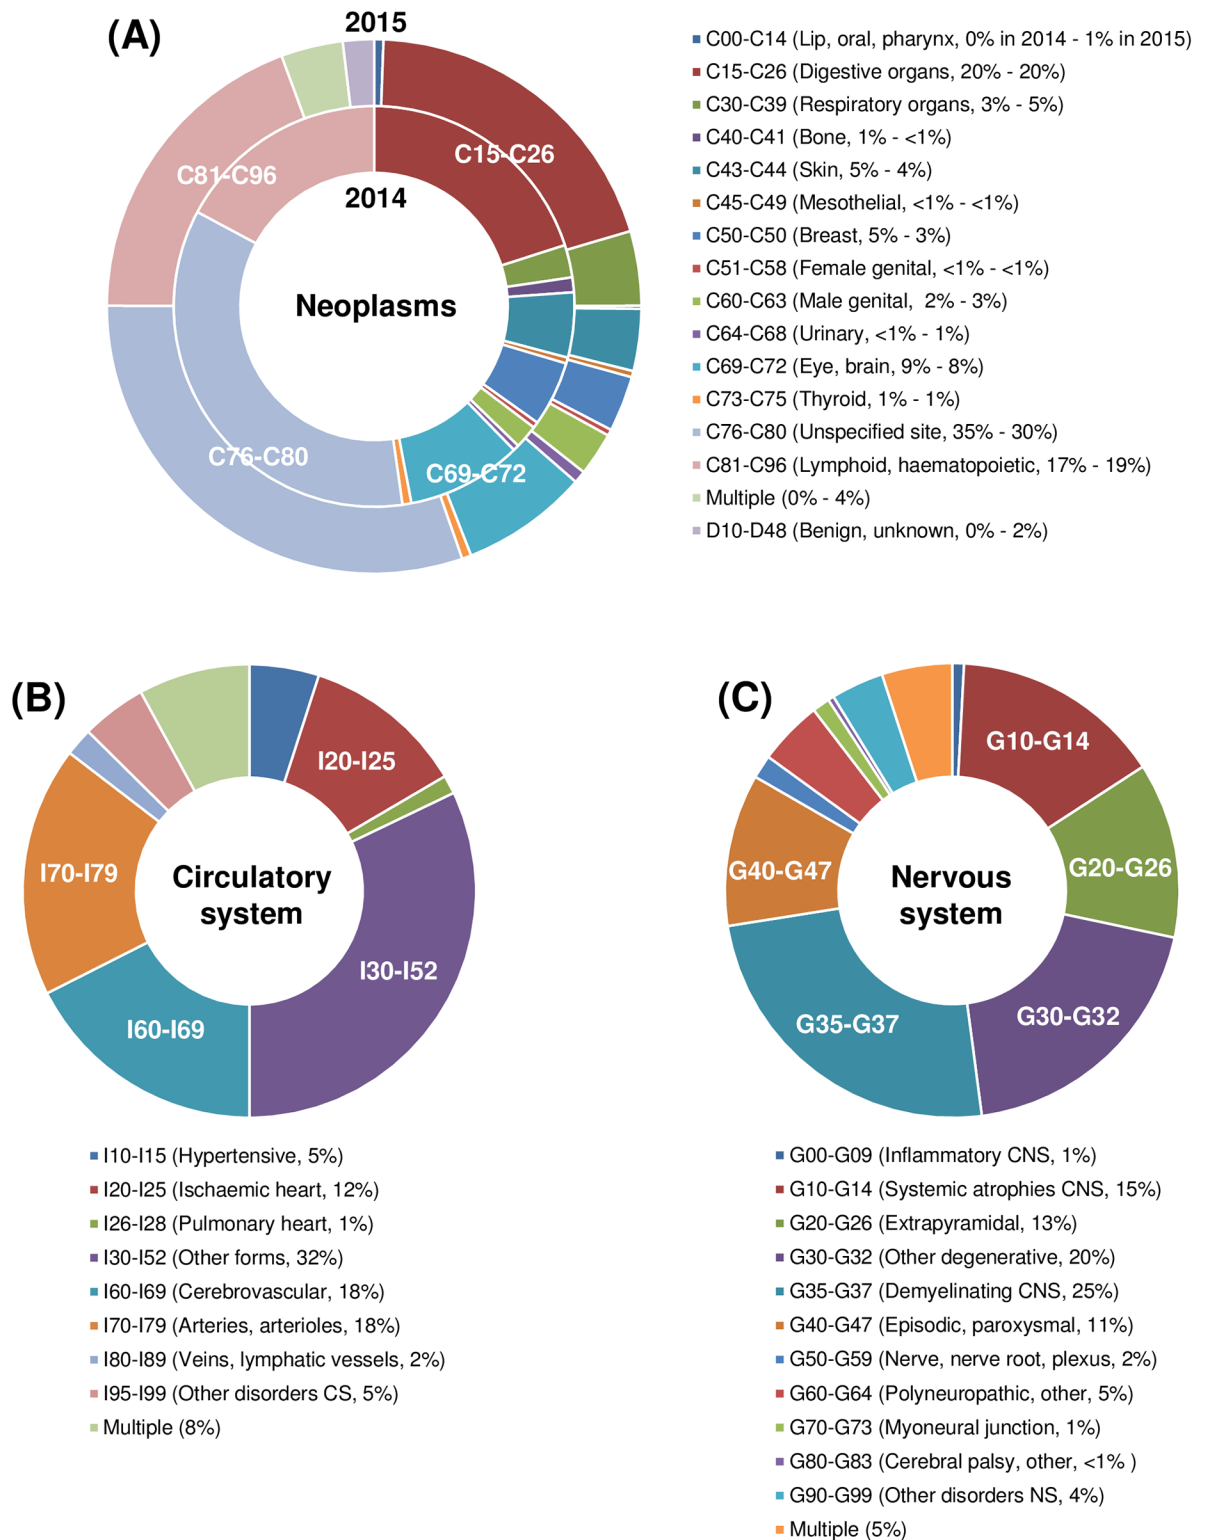 (A)
2015
2014
Neoplasms
C15-C26
C81-C96
C76-C80
C69-C72
C00-C14 (Lip, oral, pharynx, 0% in 2014 - 1% in 2015)
C15-C26 (Digestive organs, 20% - 20%)
C30-C39 (Respiratory organs, 3% - 5%)
C40-C41 (Bone, 1% - <1%)
C43-C44 (Skin, 5% - 4%)
C45-C49 (Mesothelial, <1% - <1%)
C50-C50 (Breast, 5% - 3%)
C51-C58 (Female genital, <1% - <1%)
C60-C63 (Male genital,  2% - 3%)
C64-C68 (Urinary, <1% - 1%)
C69-C72 (Eye, brain, 9% - 8%)
C73-C75 (Thyroid, 1% - 1%)
C76-C80 (Unspecified site, 35% - 30%)
C81-C96 (Lymphoid, haematopoietic, 17% - 19%)
Multiple (0% - 4%)
D10-D48 (Benign, unknown, 0% - 2%)
(B)
Circulatory
system
I20-I25
I70-I79
I30-I52
I60-I69
I10-I15 (Hypertensive, 5%)
I20-I25 (Ischaemic heart, 12%)
I26-I28 (Pulmonary heart, 1%)
I30-I52 (Other forms, 32%)
I60-I69 (Cerebrovascular, 18%)
I70-I79 (Arteries, arterioles, 18%)
I80-I89 (Veins, lymphatic vessels, 2%)
I95-I99 (Other disorders CS, 5%)
Multiple (8%)
(C)
Nervous
system
G10-G14
G20-G26
G40-G47
G30-G32
G35-G37
G00-G09 (Inflammatory CNS, 1%)
G10-G14 (Systemic atrophies CNS, 15%)
G20-G26 (Extrapyramidal, 13%)
G30-G32 (Other degenerative, 20%)
G35-G37 (Demyelinating CNS, 25%)
G40-G47 (Episodic, paroxysmal, 11%)
G50-G59 (Nerve, nerve root, plexus, 2%)
G60-G64 (Polyneuropathic, other, 5%)
G70-G73 (Myoneural junction, 1%)
G80-G83 (Cerebral palsy, other, <1% )
G90-G99 (Other disorders NS, 4%)
Multiple (5%)